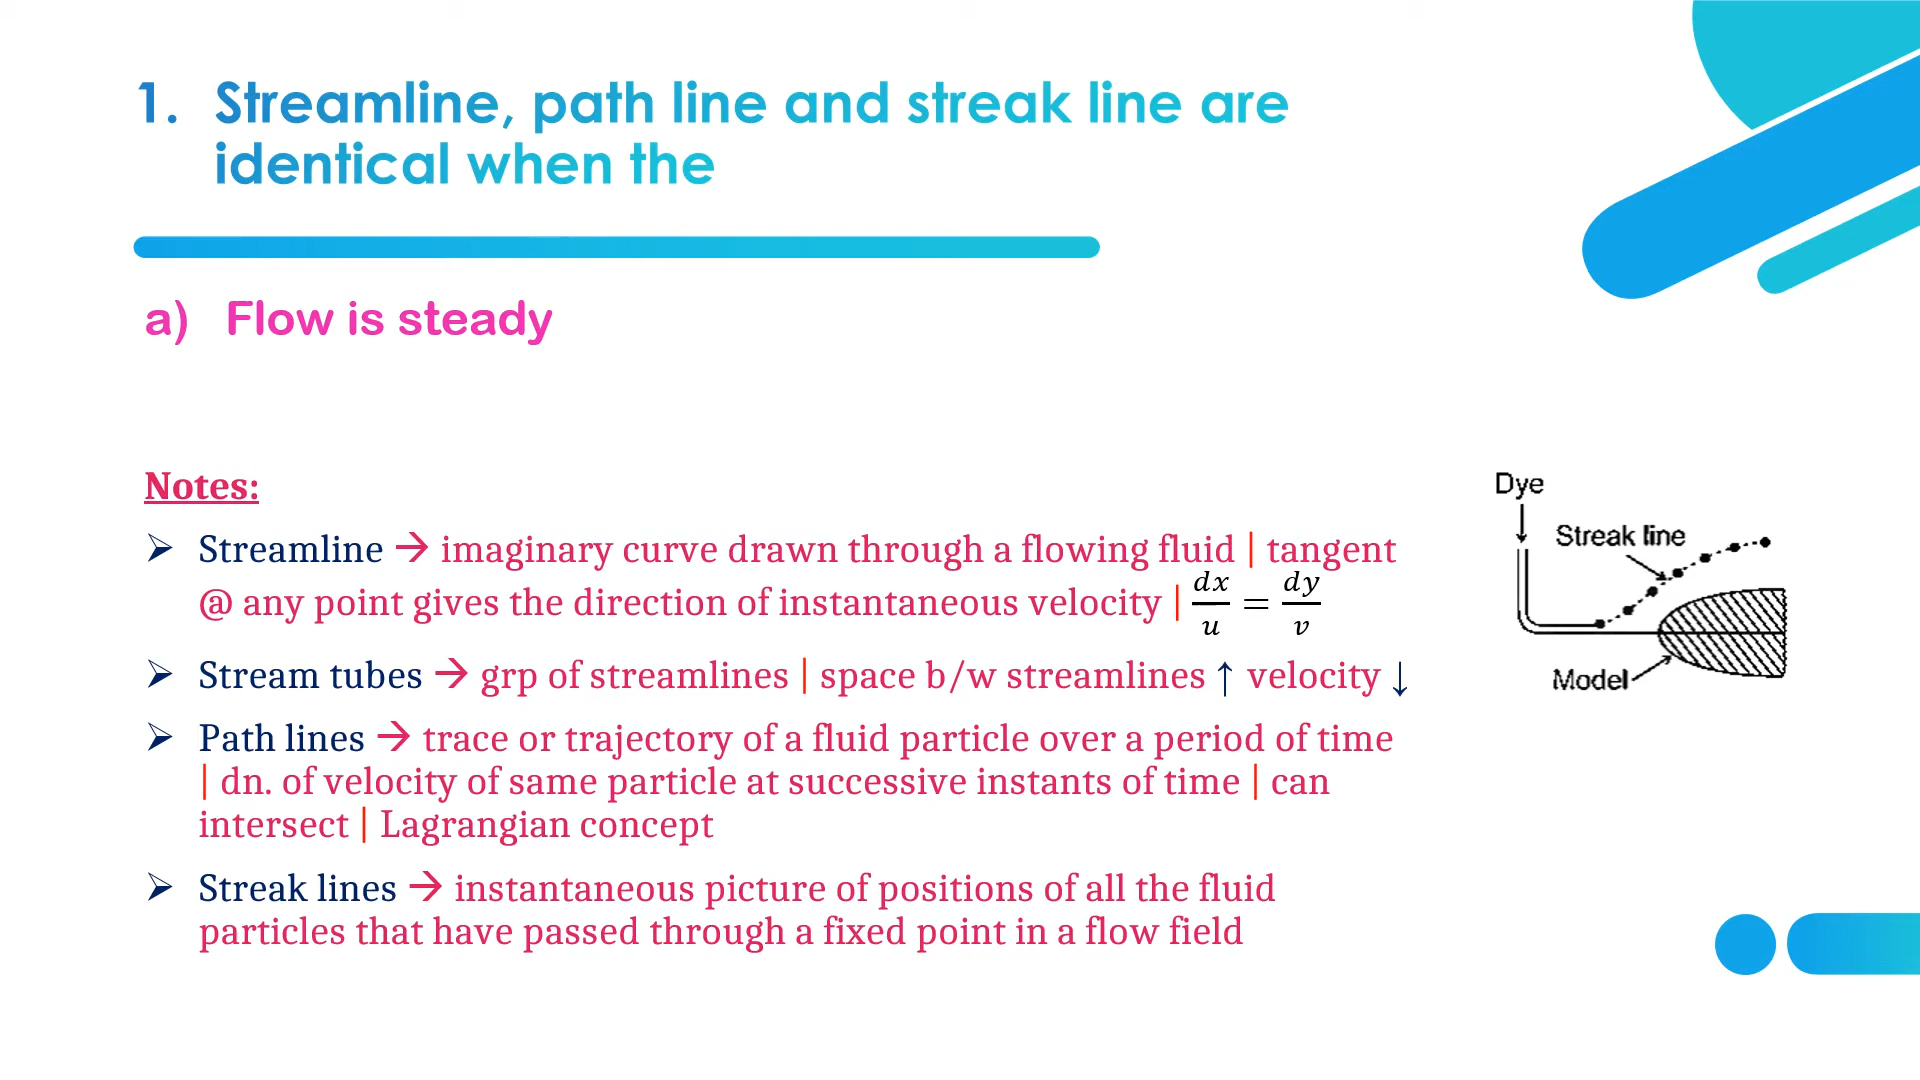 1. Streamline, path line and streak line are
identical when the
a) Flow is steady
Notes:
➢ Streamline → imaginary curve drawn through a flowing fluid | tangent
@ any point gives the direction of instantaneous velocity | dx/u = dy/v
➢ Stream tubes → grp of streamlines | space b/w streamlines ↑ velocity ↓
➢ Path lines → trace or trajectory of a fluid particle over a period of time
| dn. of velocity of same particle at successive instants of time | can
intersect | Lagrangian concept
➢ Streak lines → instantaneous picture of positions of all the fluid
particles that have passed through a fixed point in a flow field
Dye
Streak line
Model